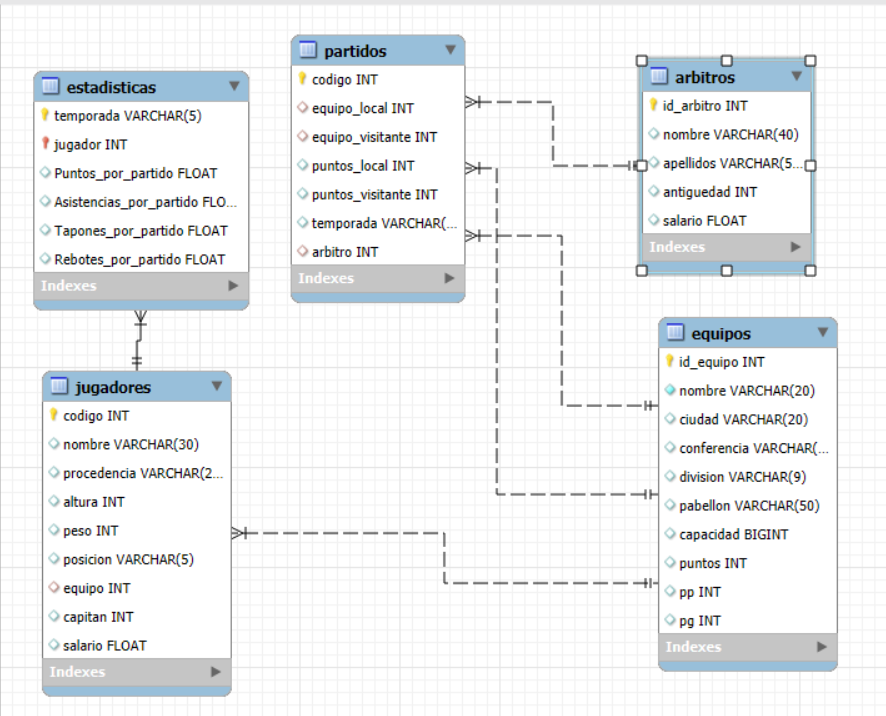 estadisticas
temporada VARCHAR(5)
jugador INT
Puntos_por_partido FLOAT
Asistencias_por_partido FLO...
Tapones_por_partido FLOAT
Rebotes_por_partido FLOAT
Indexes
partidos
codigo INT
equipo_local INT
equipo_visitante INT
puntos_local INT
puntos_visitante INT
temporada VARCHAR(...
arbitro INT
Indexes
arbitros
id_arbitro INT
nombre VARCHAR(40)
apellidos VARCHAR(5...
antiguedad INT
salario FLOAT
Indexes
jugadores
codigo INT
nombre VARCHAR(30)
procedencia VARCHAR(2...
altura INT
peso INT
posicion VARCHAR(5)
equipo INT
capitan INT
salario FLOAT
Indexes
equipos
id_equipo INT
nombre VARCHAR(20)
ciudad VARCHAR(20)
conferencia VARCHAR(...
division VARCHAR(9)
pabellon VARCHAR(50)
capacidad BIGINT
puntos INT
pp INT
pg INT
Indexes